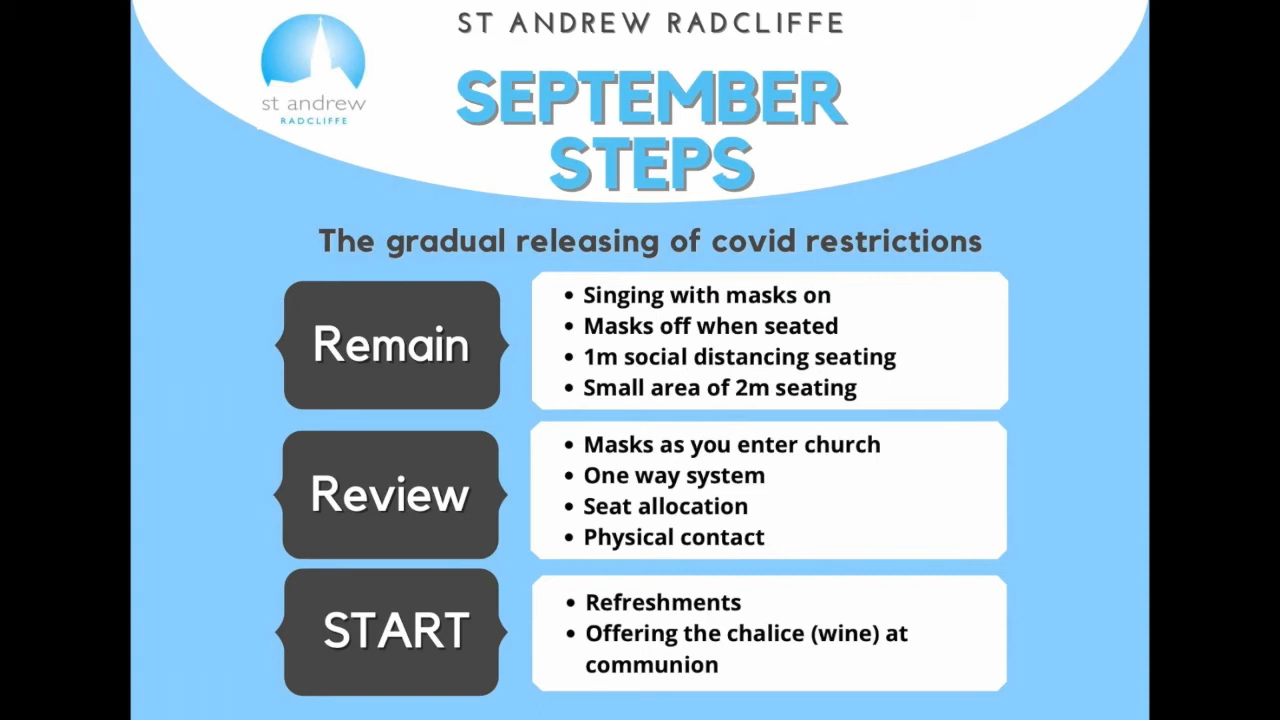 ST ANDREW RADCLIFFE
st andrew
RADCLIFFE
SEPTEMBER
STEPS
The gradual releasing of covid restrictions
Remain
• Singing with masks on
• Masks off when seated
• 1m social distancing seating
• Small area of 2m seating
Review
• Masks as you enter church
• One way system
• Seat allocation
• Physical contact
START
• Refreshments
• Offering the chalice (wine) at
communion